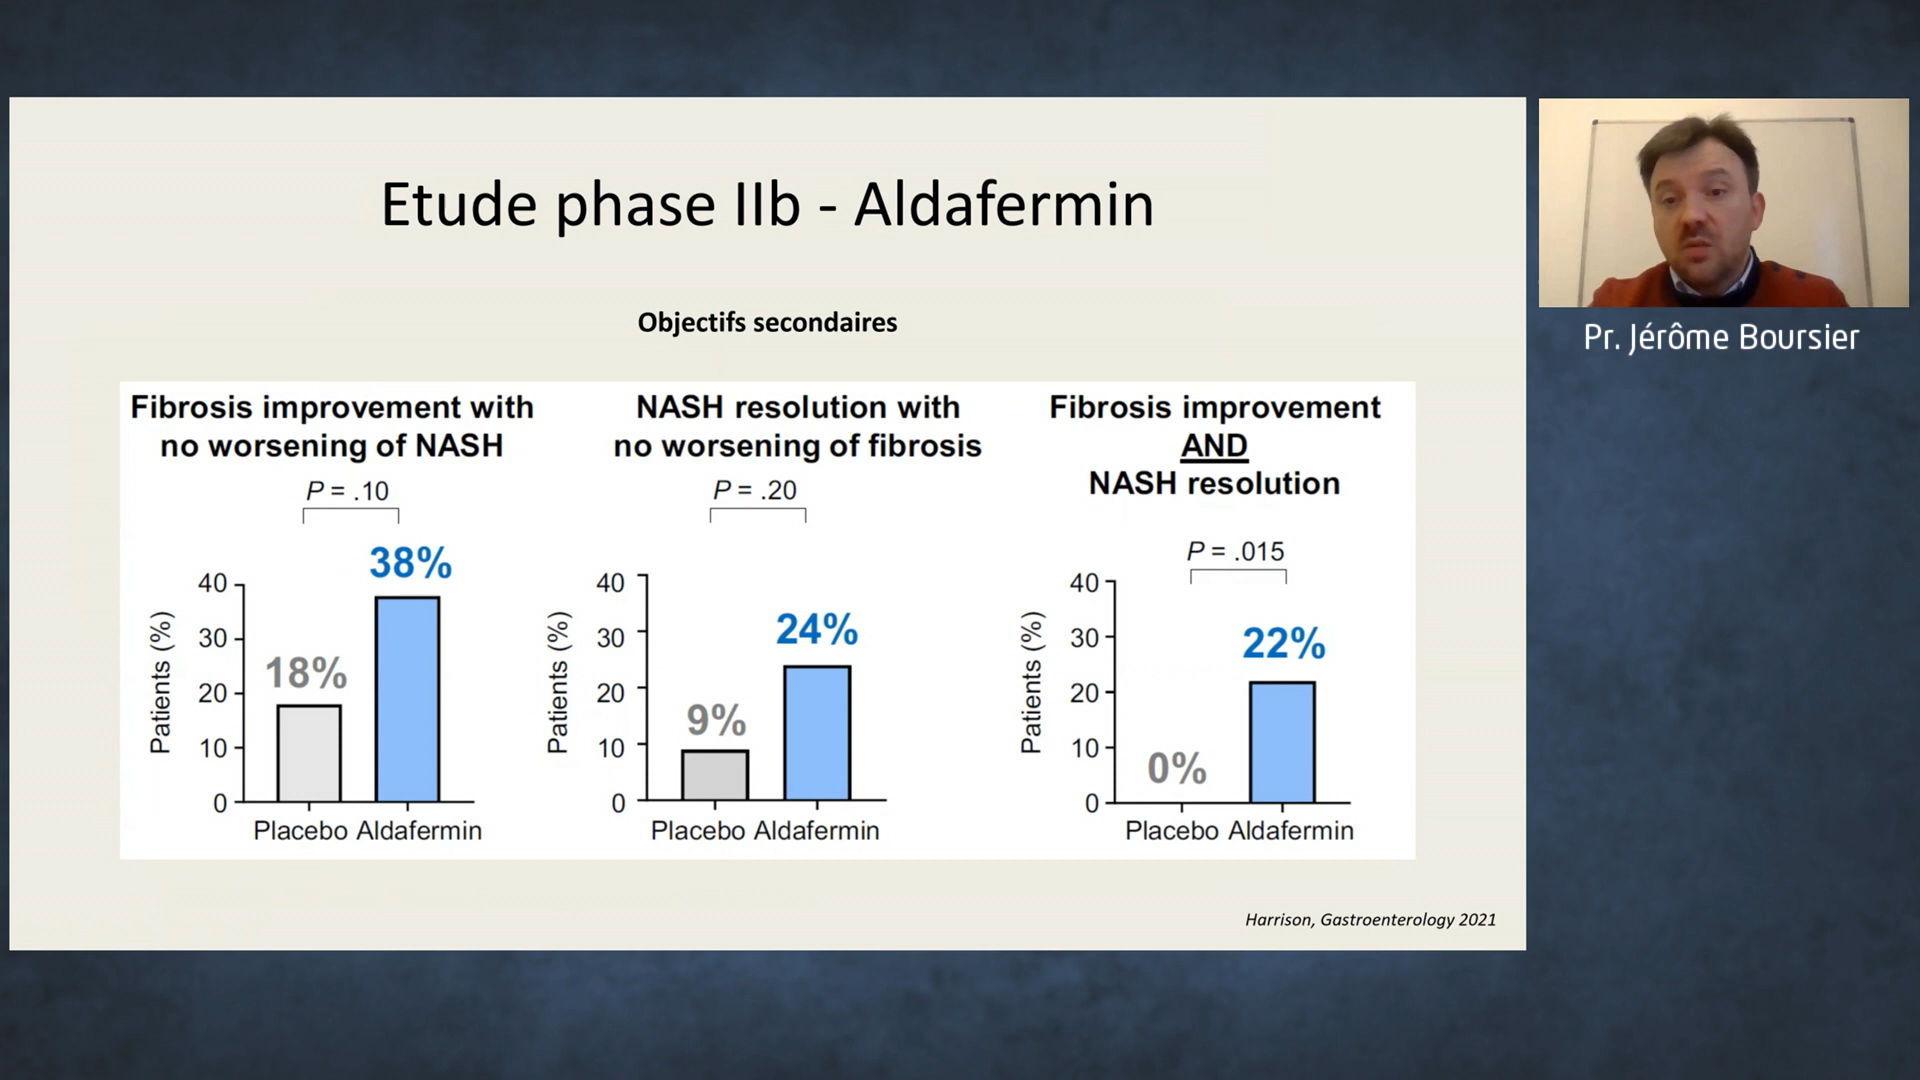 Etude phase IIb - Aldafermin
Objectifs secondaires
Fibrosis improvement with
no worsening of NASH
P = .10
38%
18%
40
30
20
10
0
Patients (%)
Placebo Aldafermin
NASH resolution with
no worsening of fibrosis
P = .20
24%
9%
40
30
20
10
0
Patients (%)
Placebo Aldafermin
Fibrosis improvement
AND
NASH resolution
P = .015
22%
0%
40
30
20
10
0
Patients (%)
Placebo Aldafermin
Harrison, Gastroenterology 2021
Pr. Jérôme Boursier